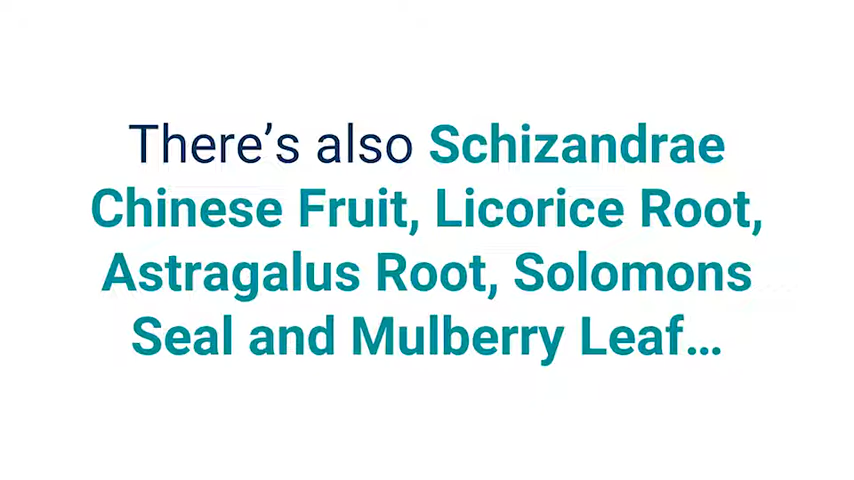 There’s also Schizandrae
Chinese Fruit, Licorice Root,
Astragalus Root, Solomons
Seal and Mulberry Leaf...